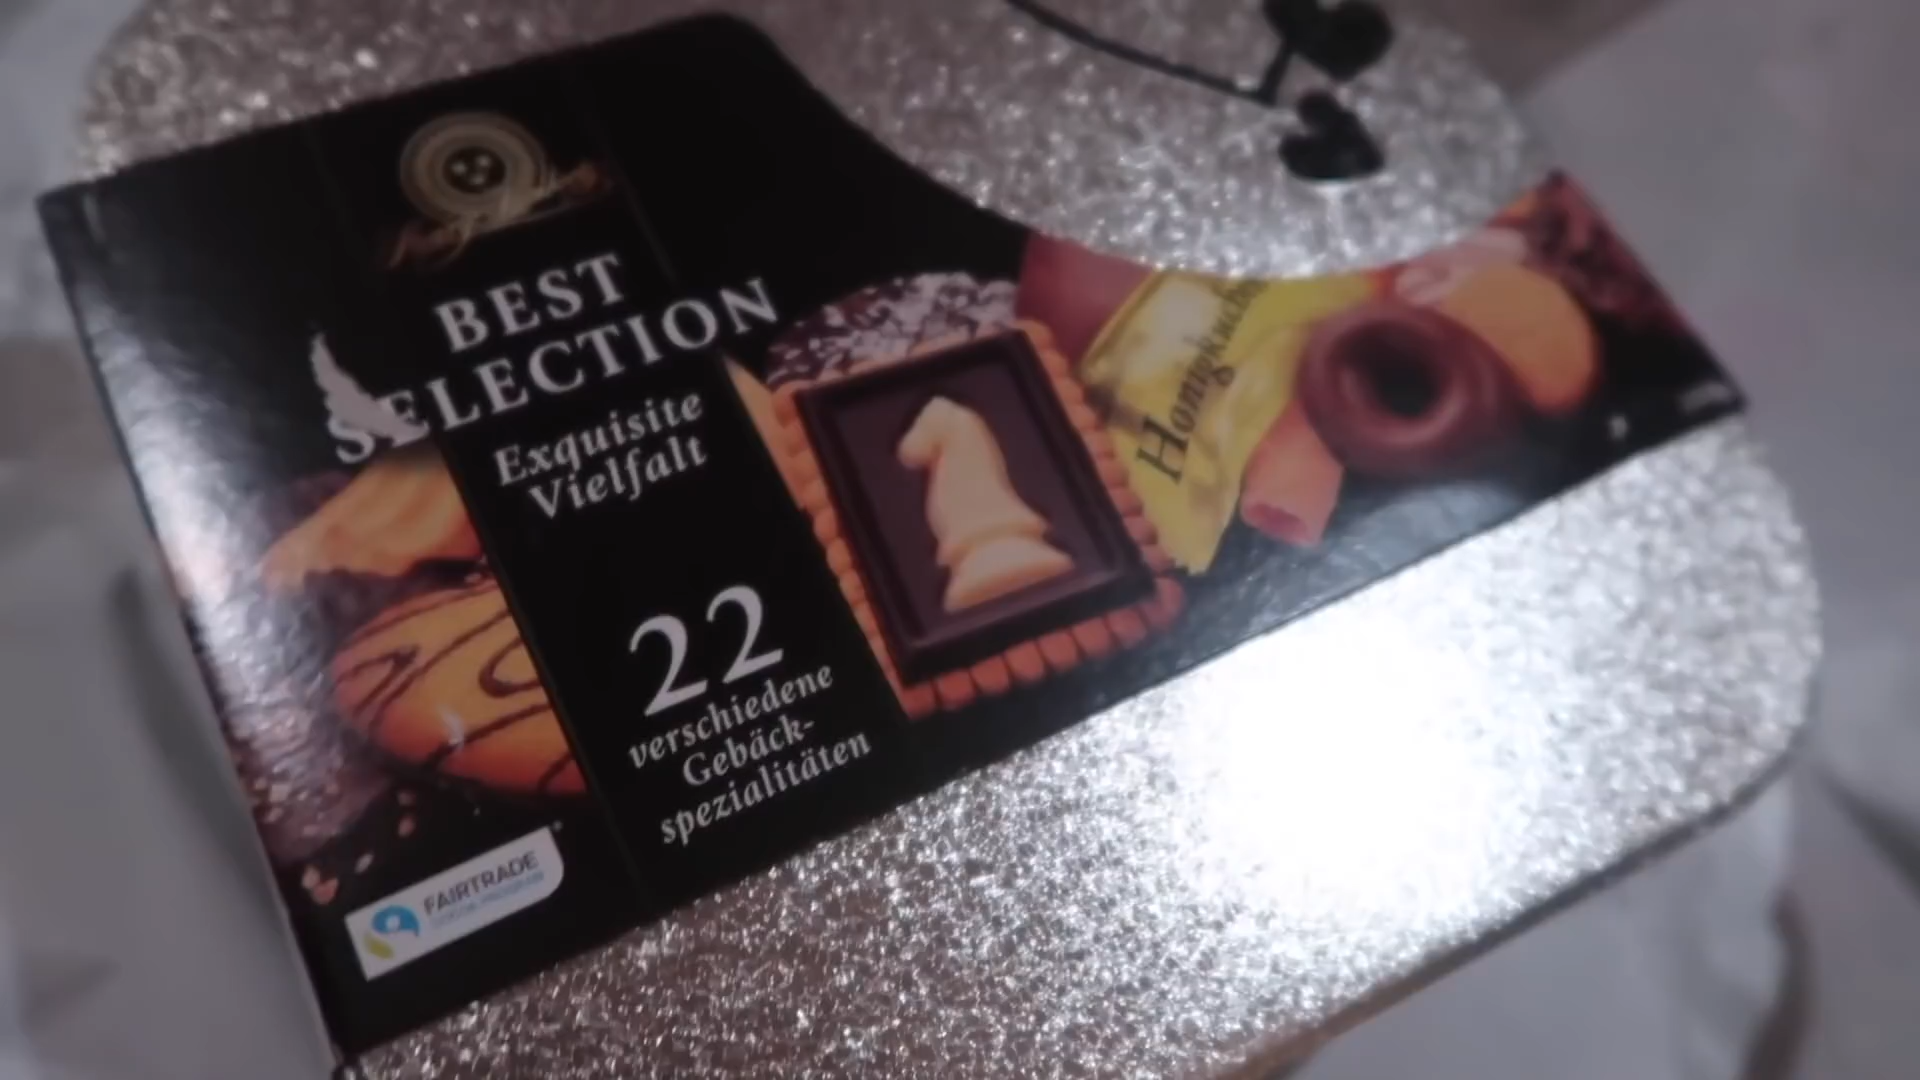 BEST
SELECTION
Exquisite
Vielfalt
22
verschiedene
Gebäck-
spezialitäten
FAIRTRADE